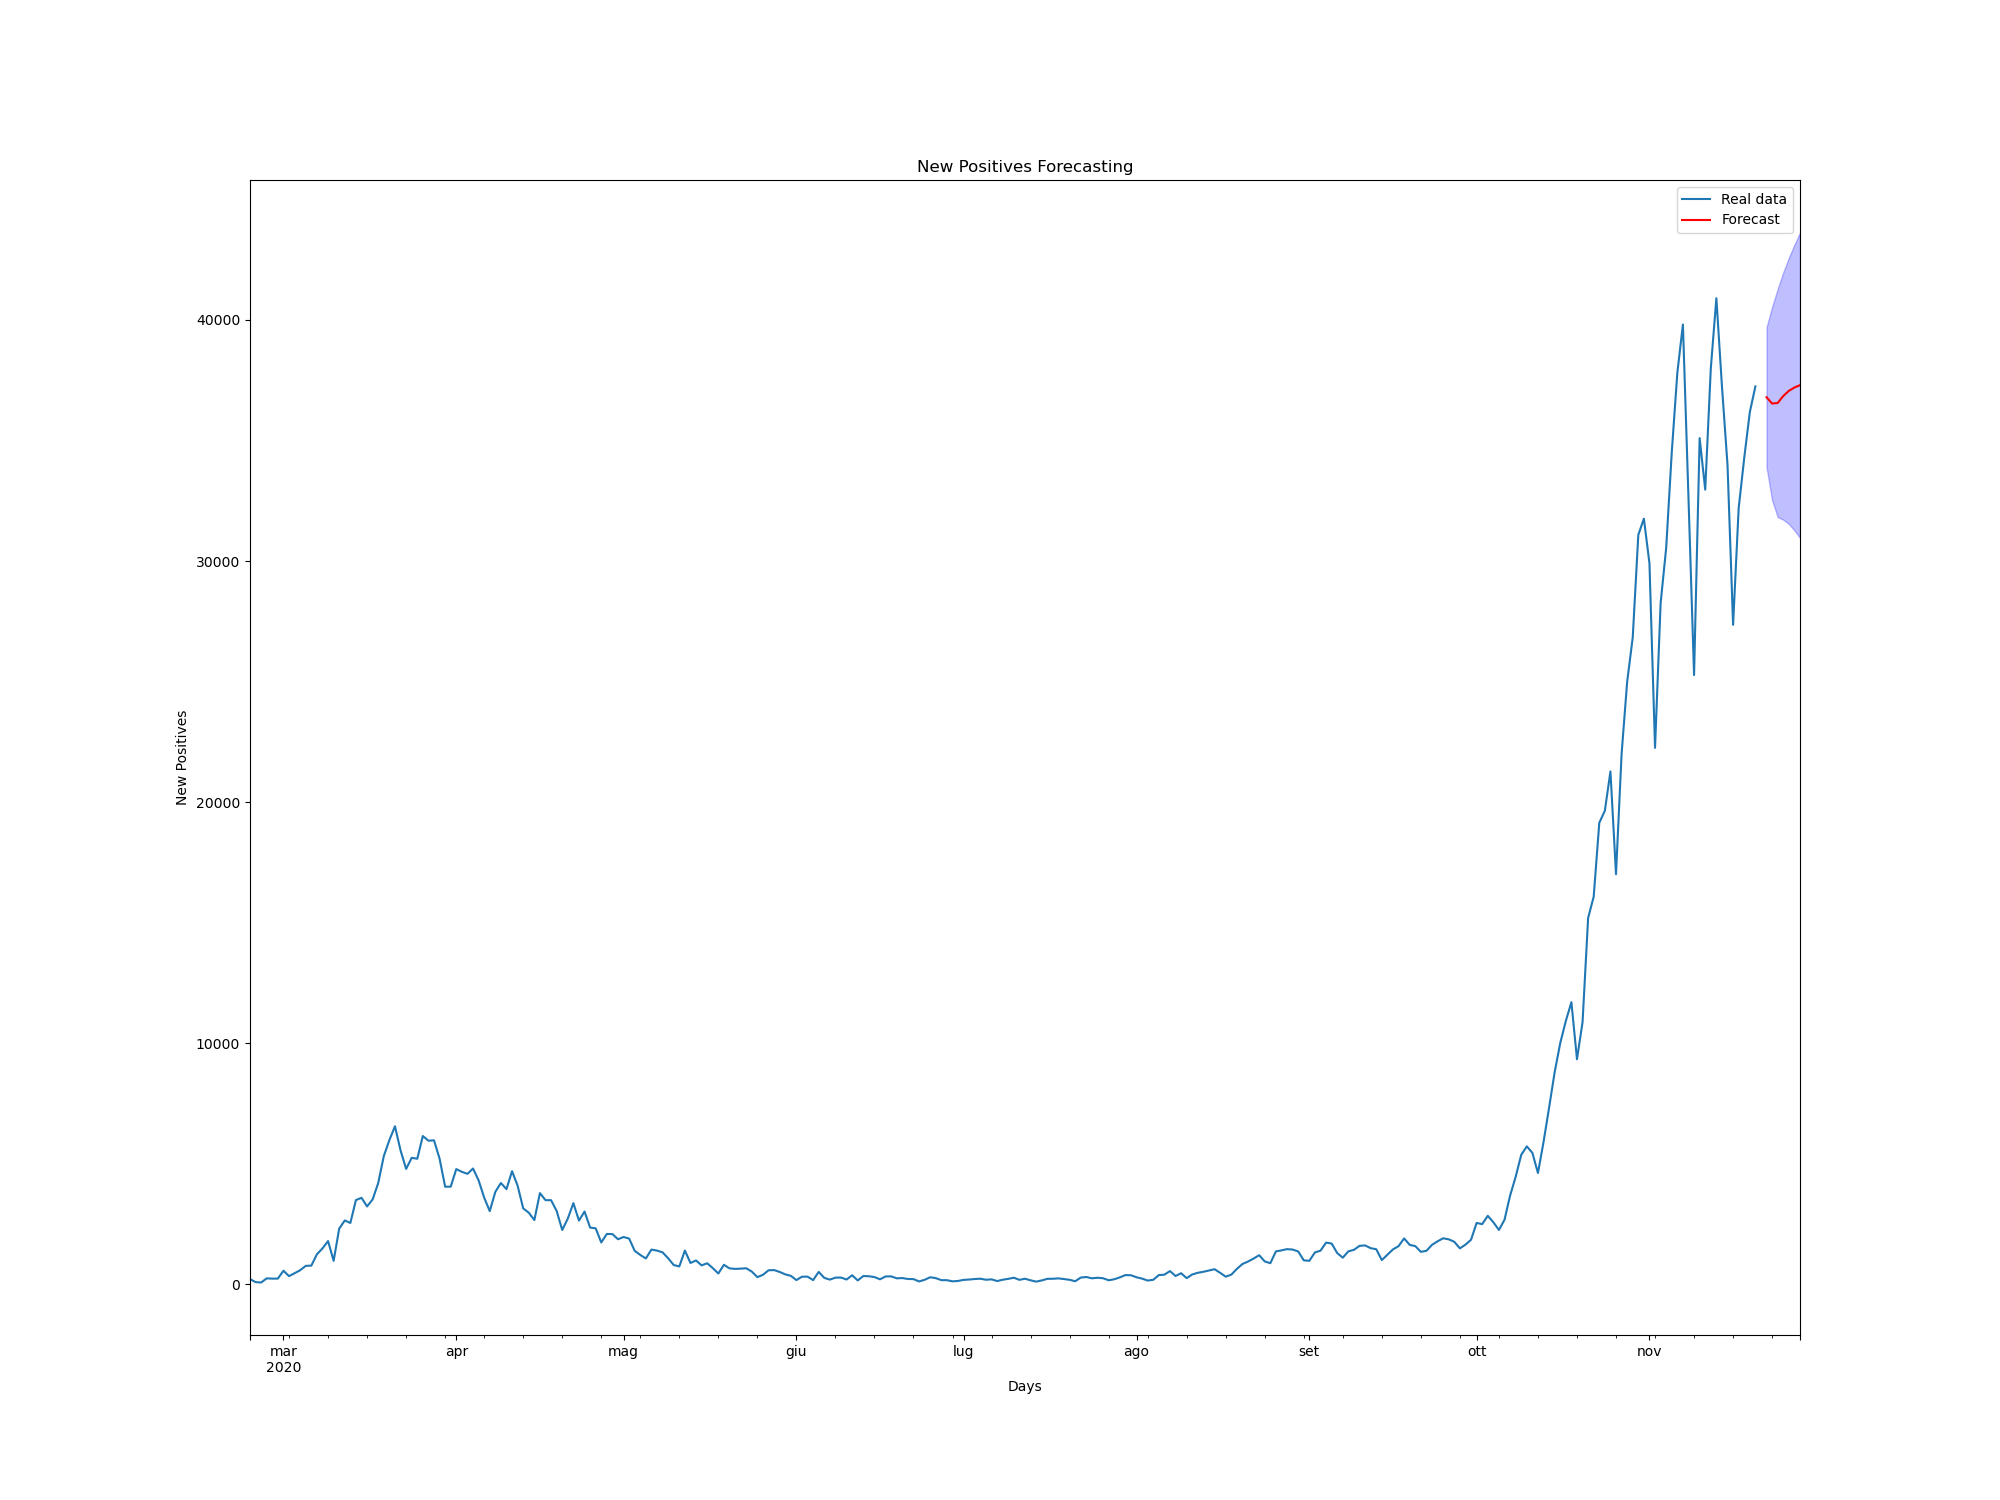 New Positives Forecasting
Real data
Forecast
New Positives
40000
30000
20000
10000
0
mar apr mag giu lug ago set ott nov
2020
Days